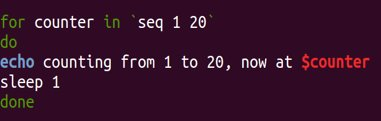 for counter in `seq 1 20`
do
echo counting from 1 to 20, now at $counter
sleep 1
done